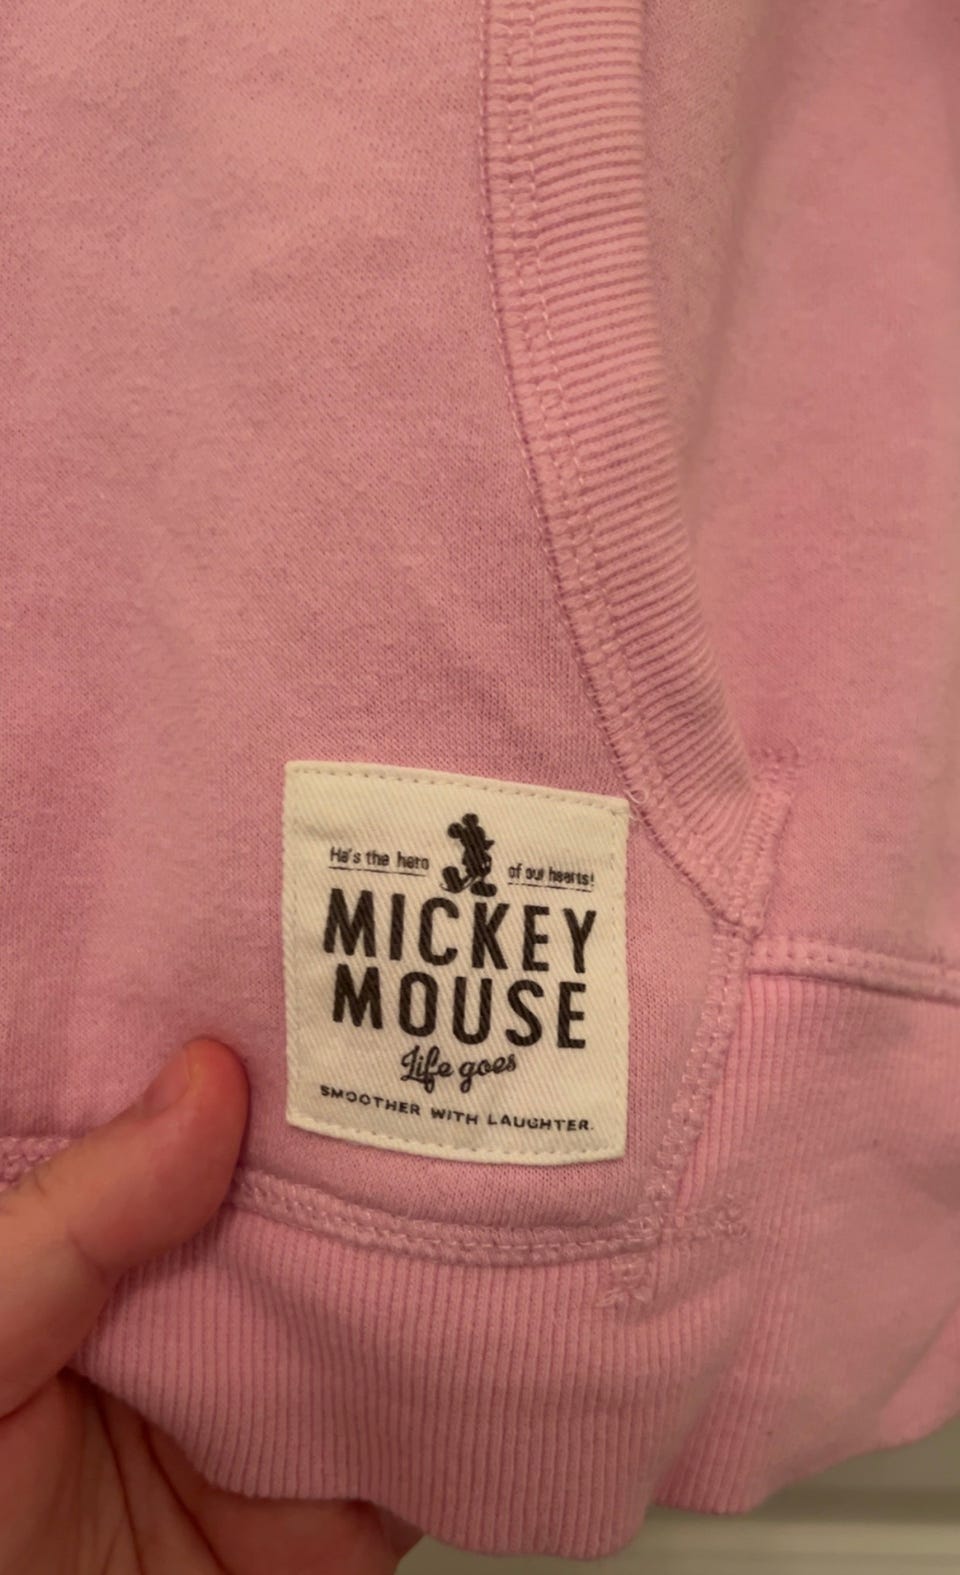 He's the hero of our hearts!
MICKEY
MOUSE
Life goes
SMOOTHER WITH LAUGHTER.